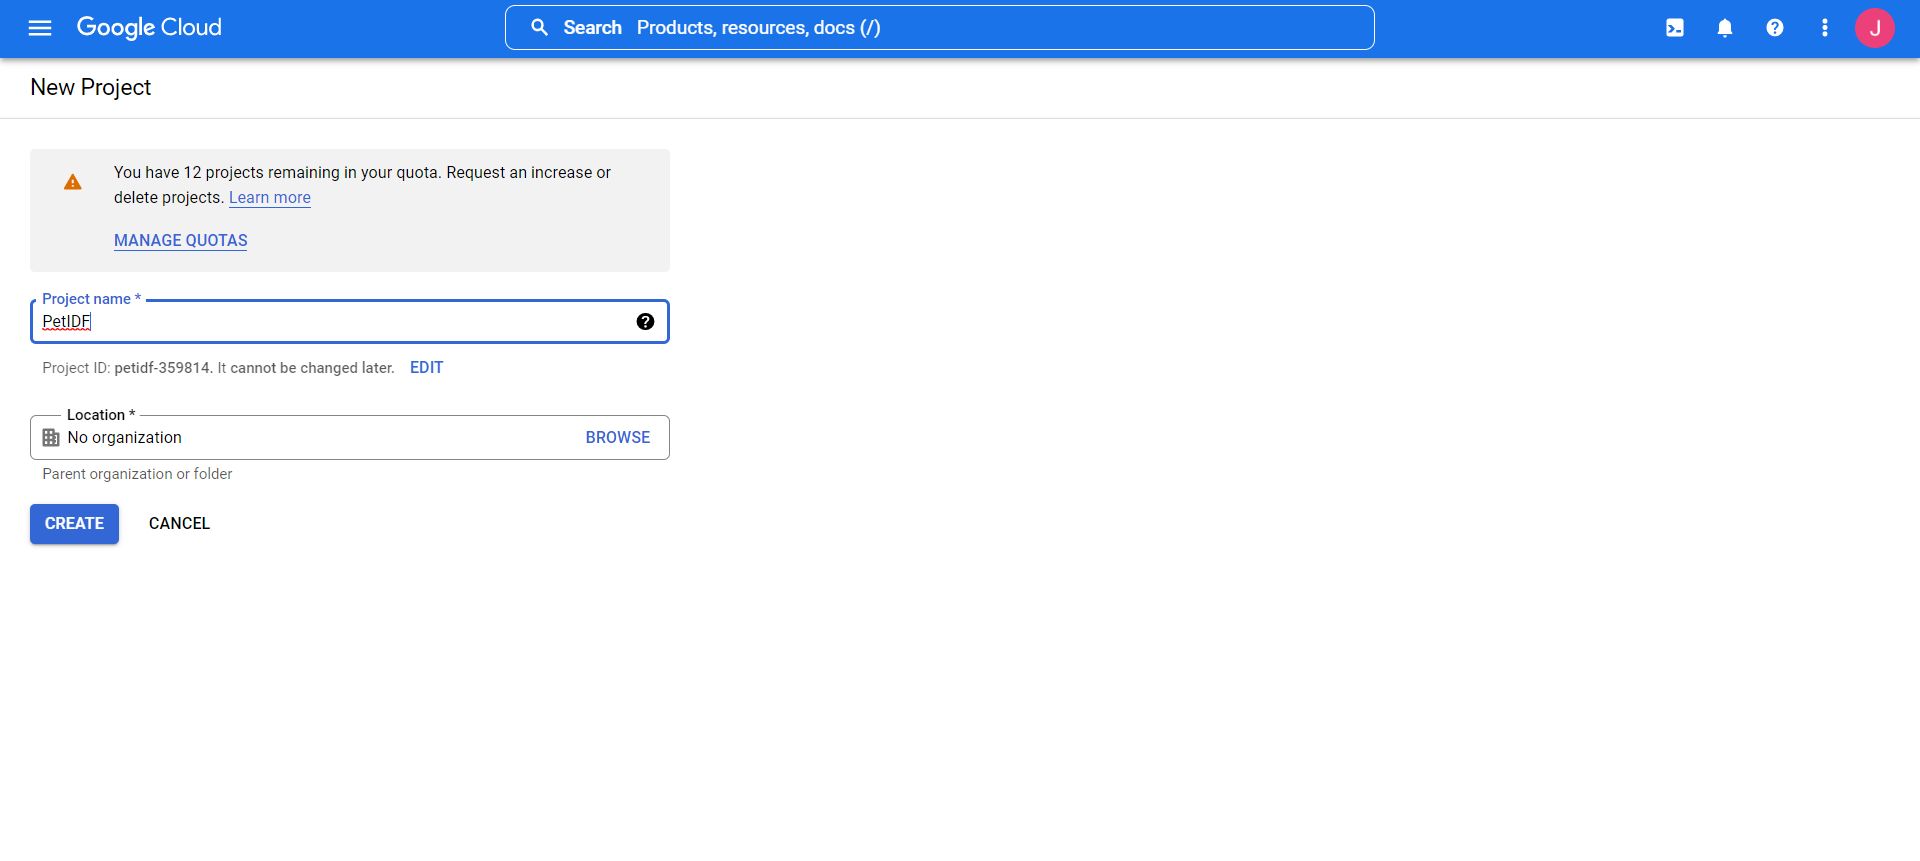 Google Cloud
Search Products, resources, docs (/)
J
New Project
You have 12 projects remaining in your quota. Request an increase or
delete projects. Learn more
MANAGE QUOTAS
Project name *
PetIDF
Project ID: petidf-359814. It cannot be changed later. EDIT
Location *
No organization BROWSE
Parent organization or folder
CREATE CANCEL